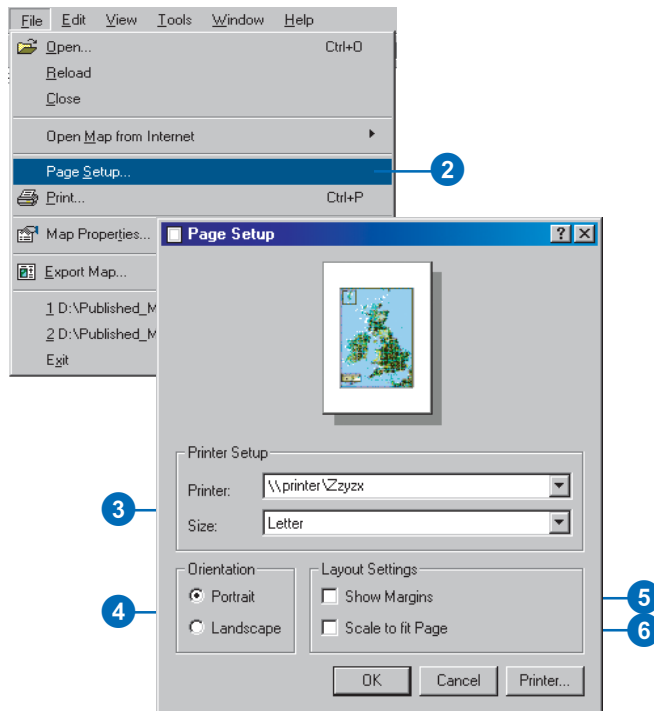 File Edit View Tools Window Help
Open... Ctrl+O
Reload
Close
Open Map from Internet
Page Setup... 2
Print... Ctrl+P
Map Properties...
Export Map...
1 D:\Published_M
2 D:\Published_M
Exit
Page Setup
Printer Setup
3 Printer: \\printer\Zzyzx
Size: Letter
Orientation Layout Settings
4 Portrait Show Margins 5
Landscape Scale to fit Page 6
OK Cancel Printer...